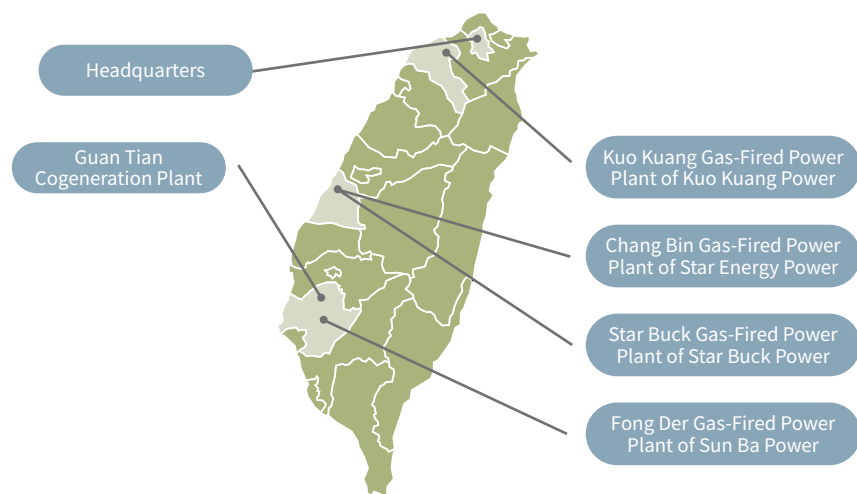 Headquarters
Guan Tian
Cogeneration Plant
Kuo Kuang Gas-Fired Power
Plant of Kuo Kuang Power
Chang Bin Gas-Fired Power
Plant of Star Energy Power
Star Buck Gas-Fired Power
Plant of Star Buck Power
Fong Der Gas-Fired Power
Plant of Sun Ba Power